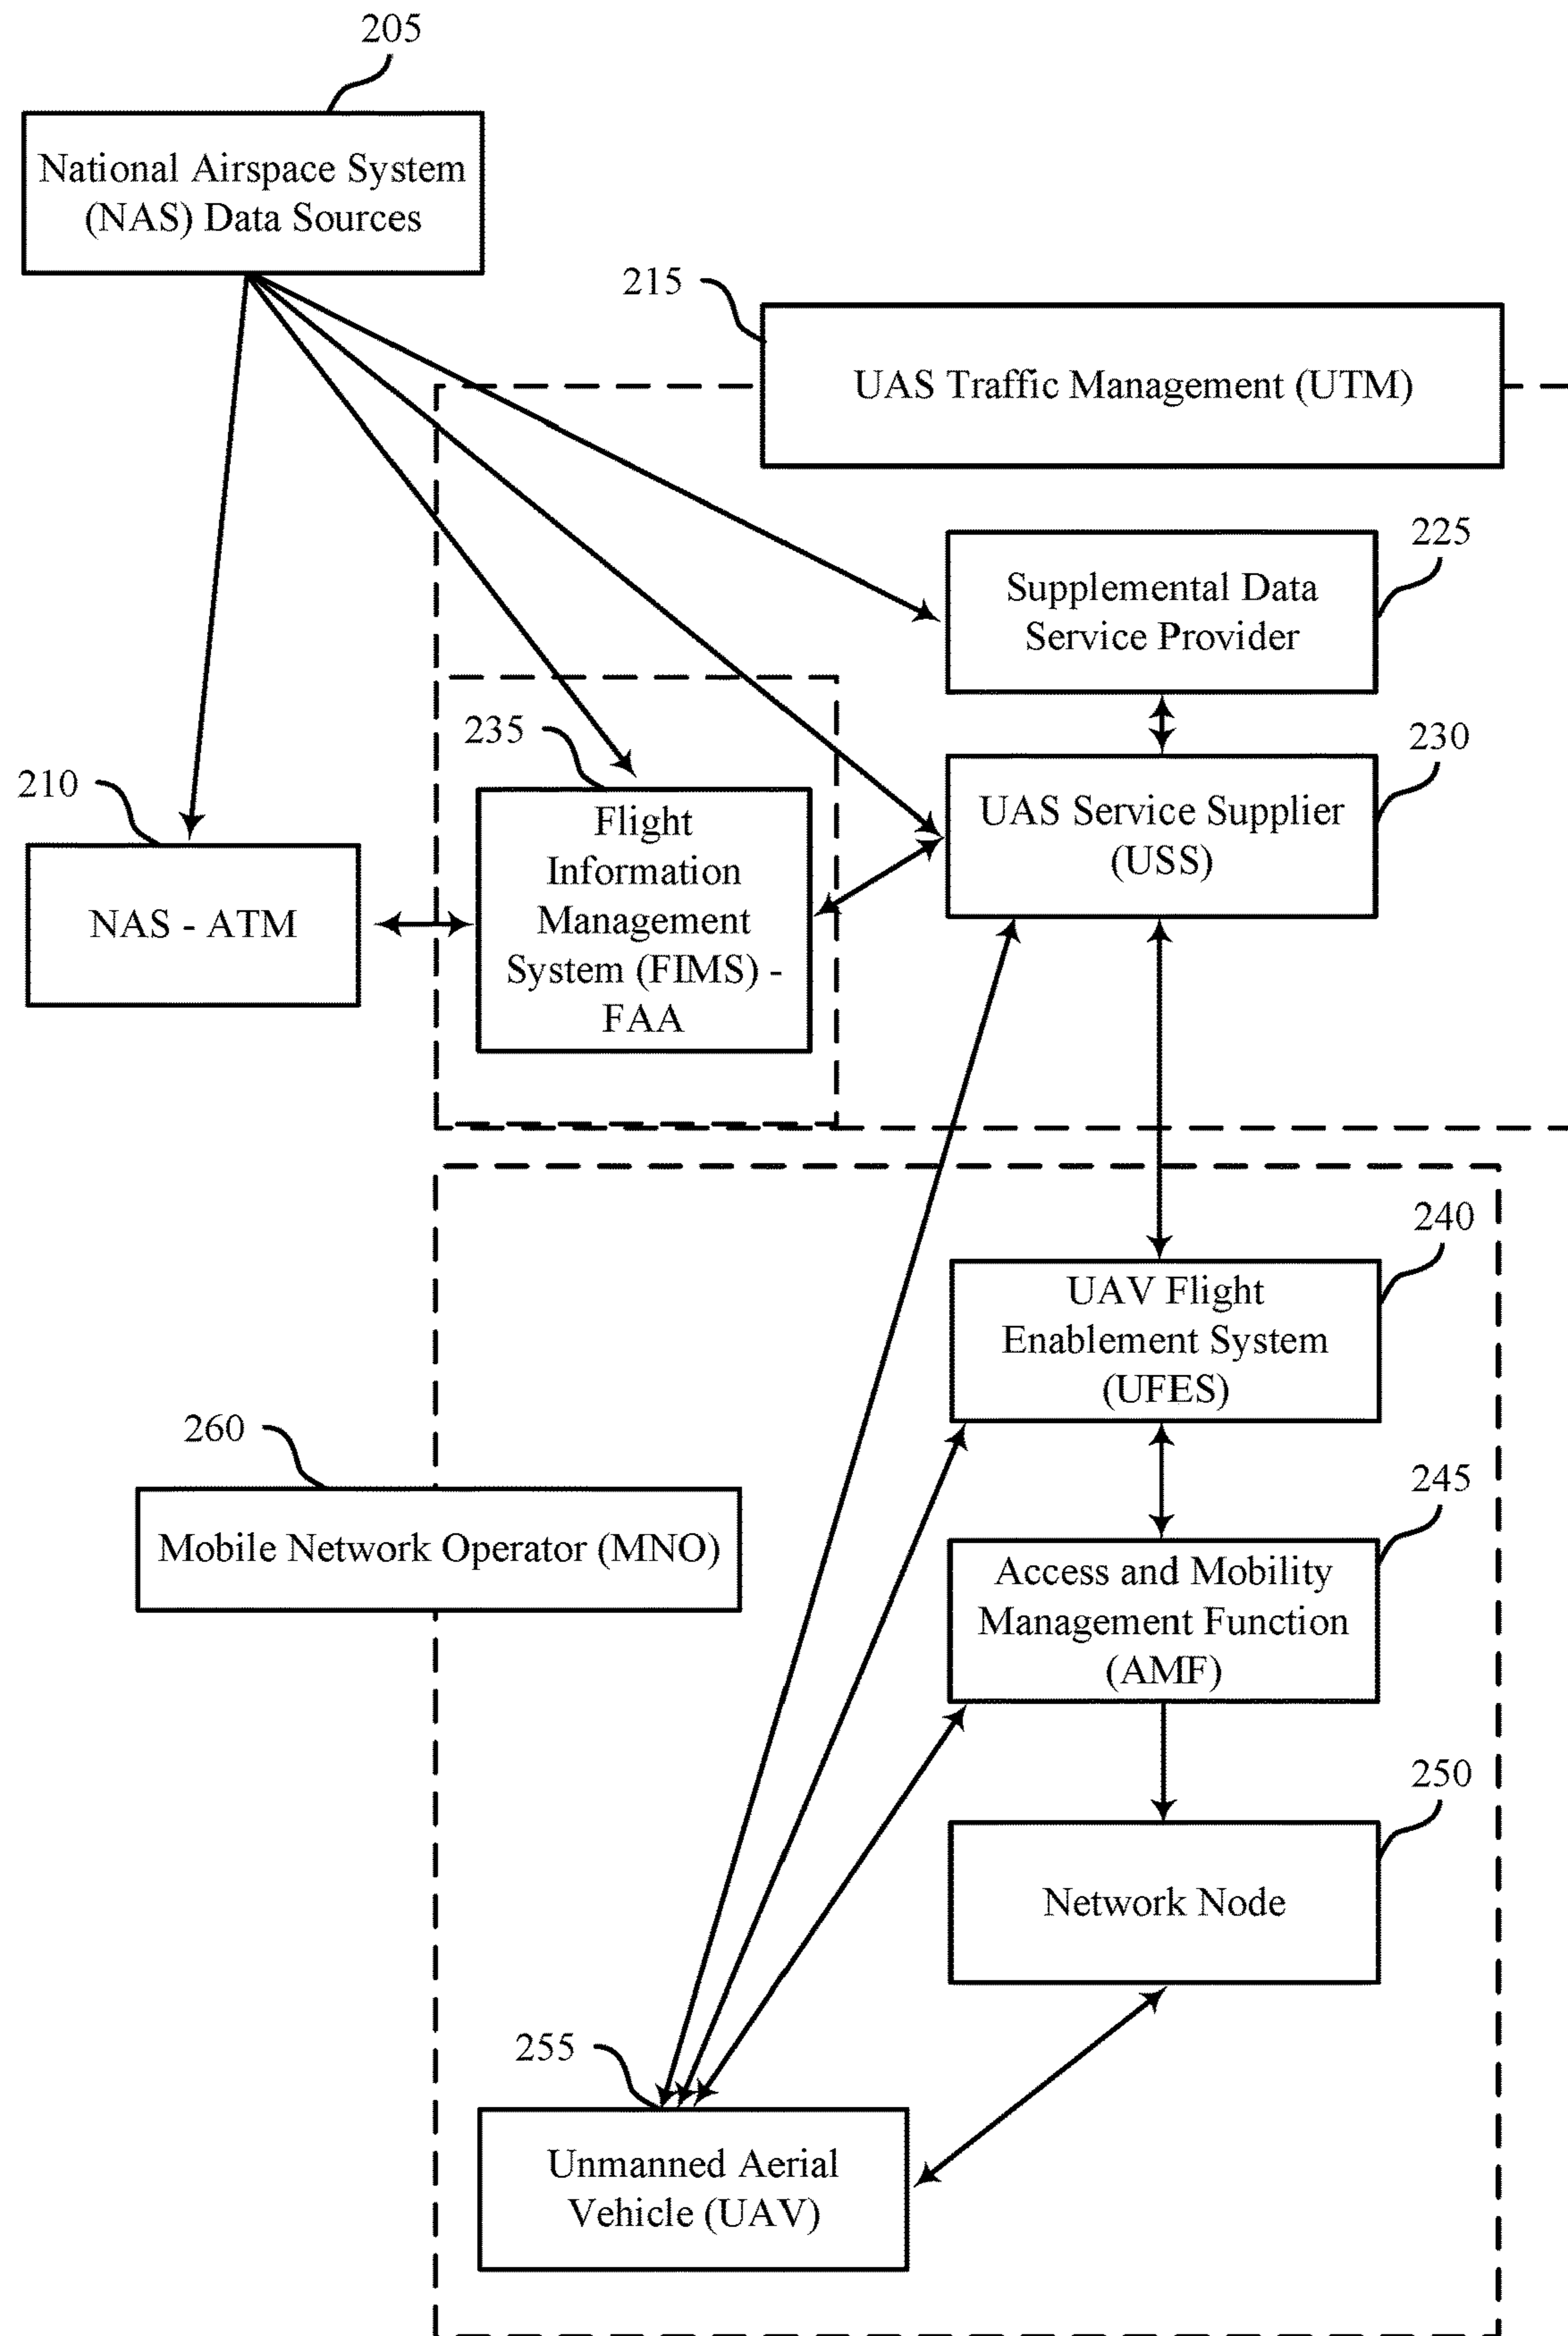 205
National Airspace System
(NAS) Data Sources
215
UAS Traffic Management (UTM)
225
Supplemental Data
Service Provider
235
230
210
Flight
Information
Management
System (FIMS) -
FAA
UAS Service Supplier
(USS)
NAS - ATM
240
UAV Flight
Enablement System
(UFES)
260
Mobile Network Operator (MNO)
245
Access and Mobility
Management Function
(AMF)
250
Network Node
255
Unmanned Aerial
Vehicle (UAV)